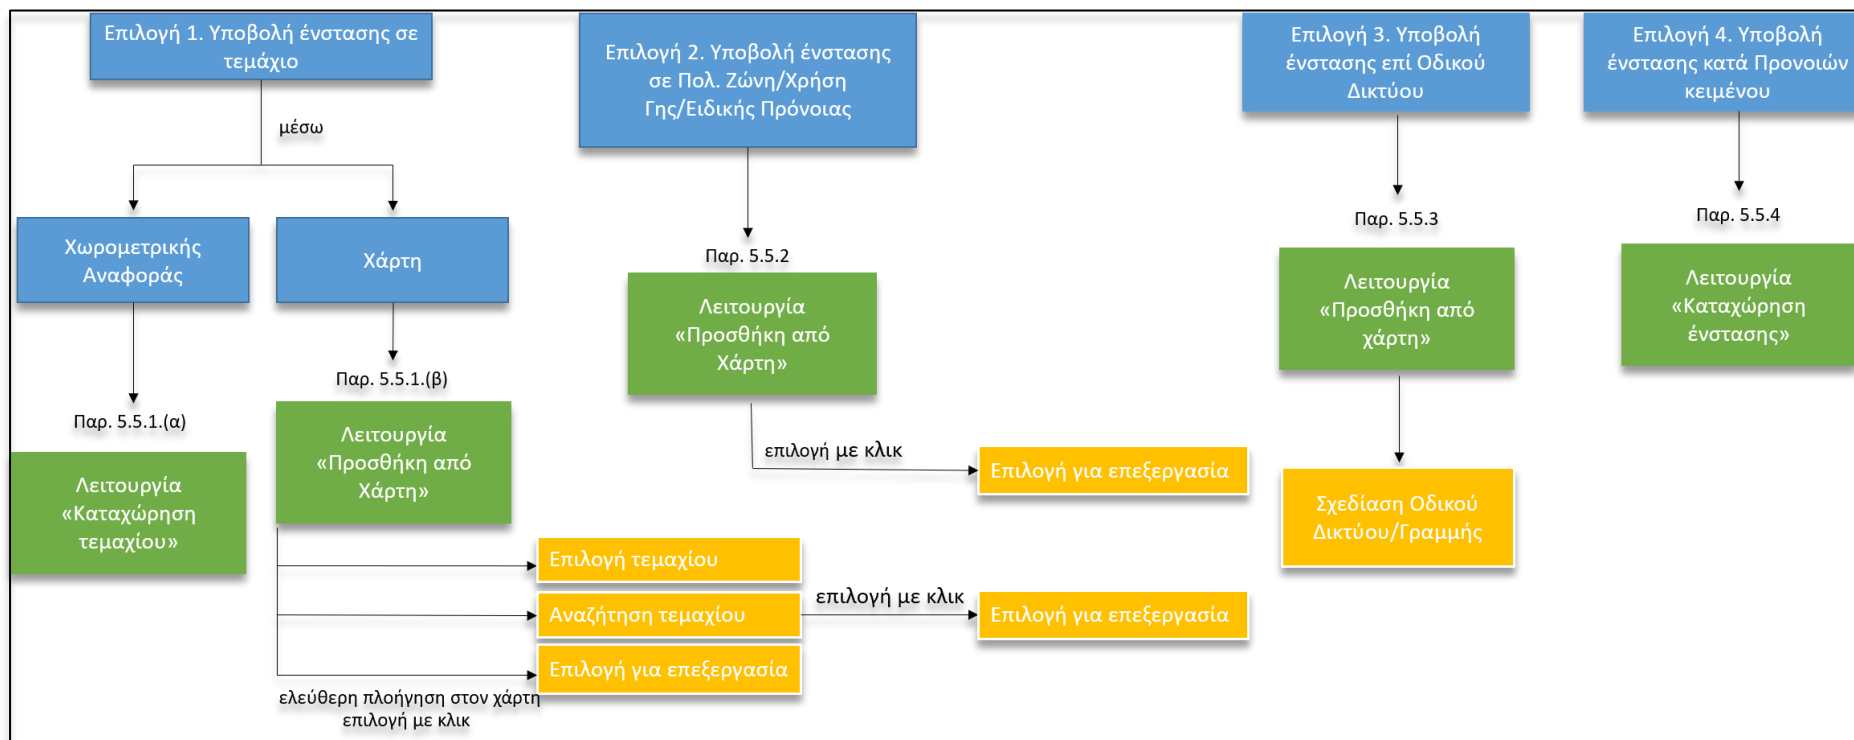 Επιλογή 1. Υποβολή ένστασης σε
τεμάχιο
Επιλογή 2. Υποβολή ένστασης
σε Πολ. Ζώνη/Χρήση
Γης/Ειδικής Πρόνοιας
Επιλογή 3. Υποβολή
ένστασης επί Οδικού
Δικτύου
Επιλογή 4. Υποβολή
ένστασης κατά Προνοιών
κειμένου
μέσω
Χωρομετρικής
Αναφοράς
Χάρτη
Παρ. 5.5.2
Παρ. 5.5.3
Παρ. 5.5.4
Λειτουργία
«Προσθήκη από
Χάρτη»
Λειτουργία
«Προσθήκη από
χάρτη»
Λειτουργία
«Καταχώρηση
ένστασης»
Παρ. 5.5.1.(α)
Παρ. 5.5.1.(β)
Λειτουργία
«Καταχώρηση
τεμαχίου»
Λειτουργία
«Προσθήκη από
Χάρτη»
επιλογή με κλικ
Επιλογή για επεξεργασία
Σχεδίαση Οδικού
Δικτύου/Γραμμής
Επιλογή τεμαχίου
Αναζήτηση τεμαχίου
επιλογή με κλικ
Επιλογή για επεξεργασία
Επιλογή για επεξεργασία
ελεύθερη πλοήγηση στον χάρτη
επιλογή με κλικ